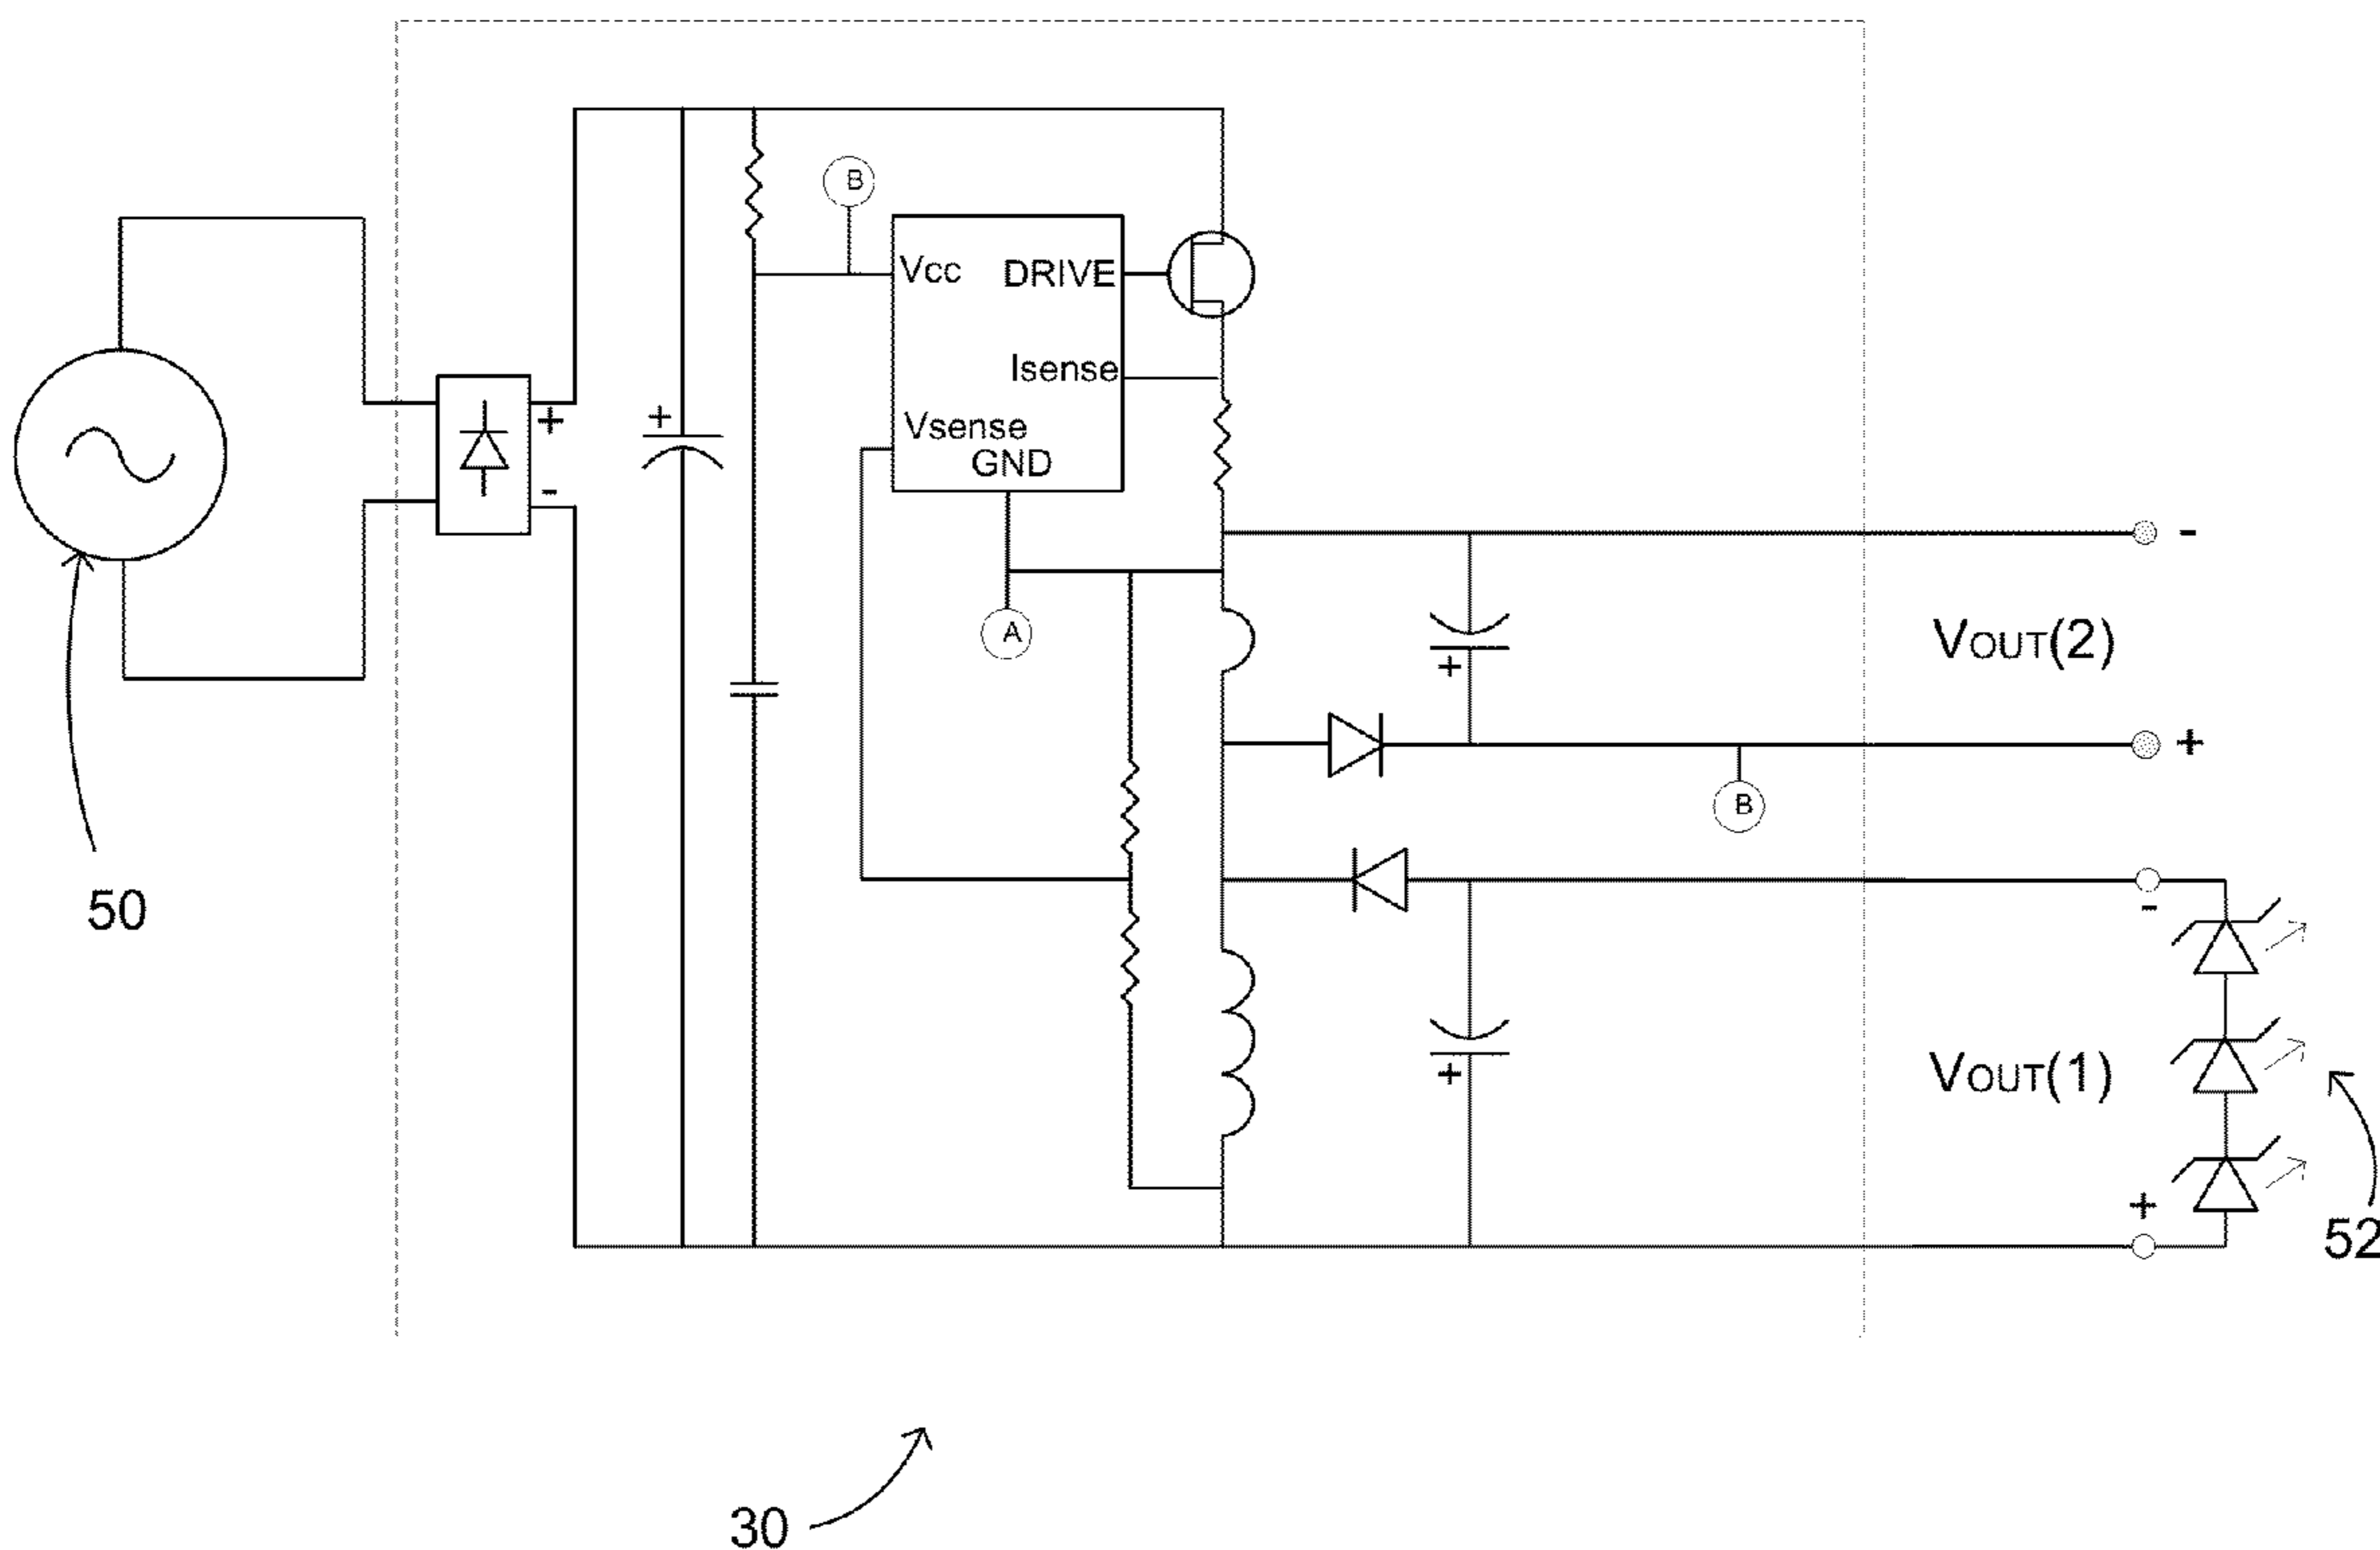 B
Vcc DRIVE
Isense
+
+
Vsense
GND
-
-
A
VOUT(2)
+
+
B
50
-
+
VOUT(1)
+
52
30